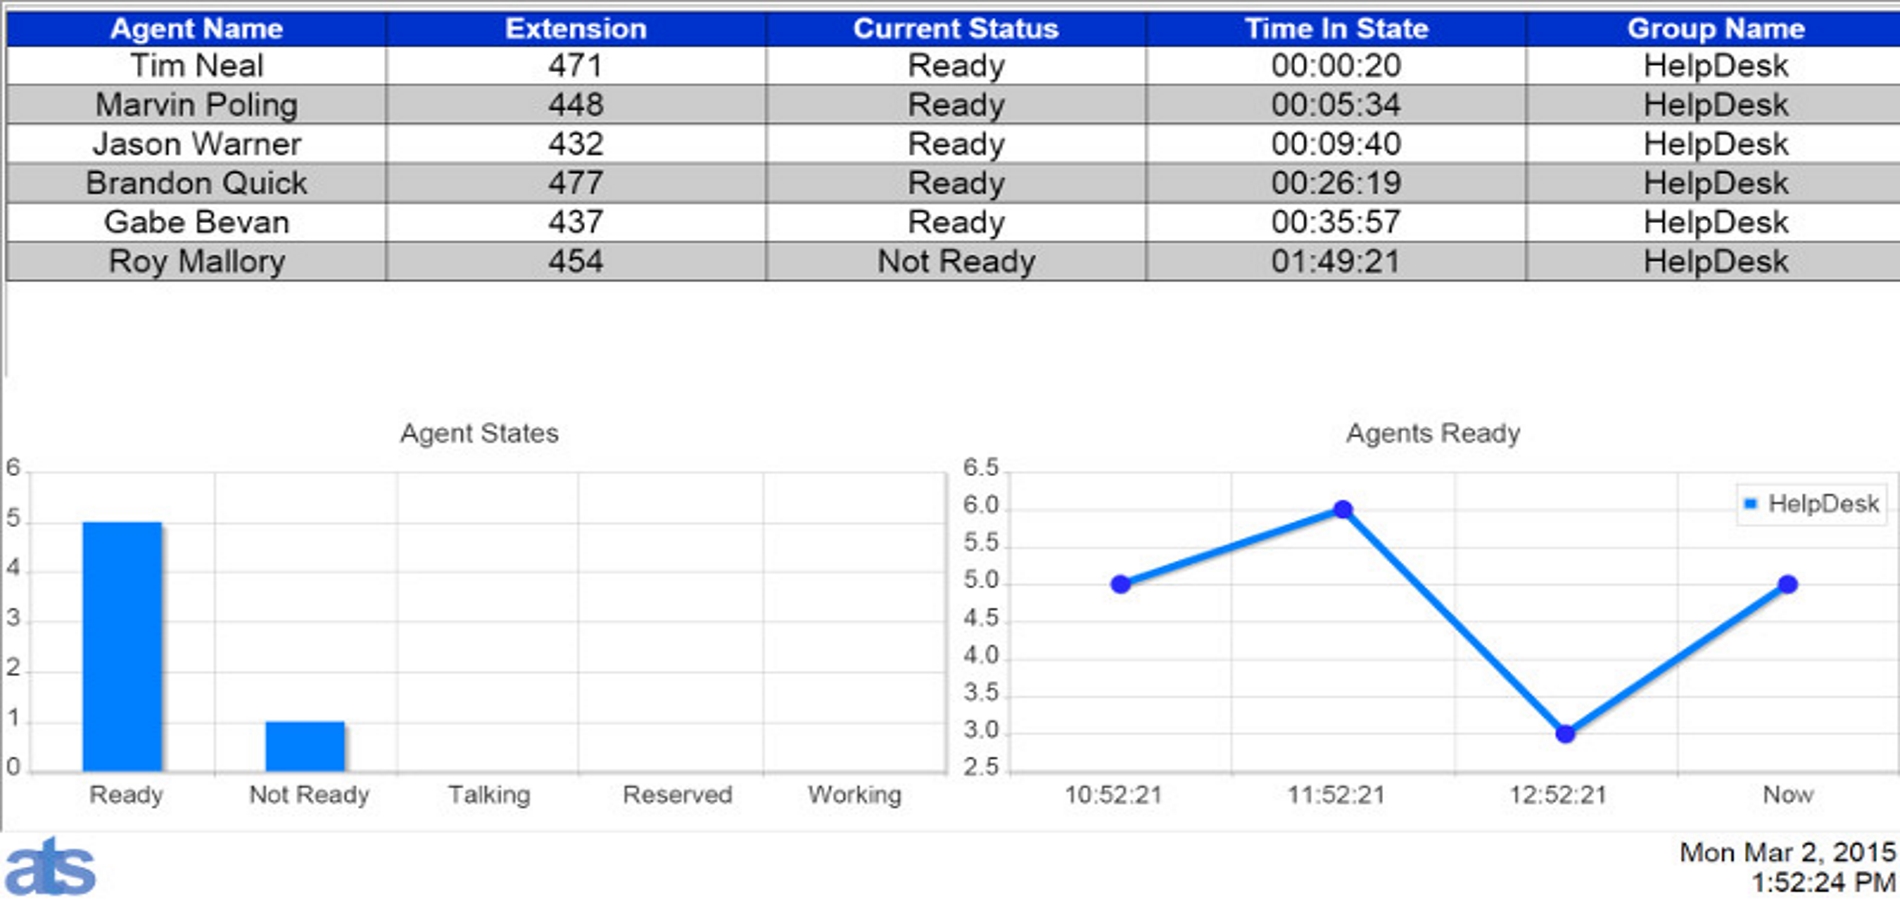 Agent Name Extension Current Status Time In State Group Name
Tim Neal 471 Ready 00:00:20 HelpDesk
Marvin Poling 448 Ready 00:05:34 HelpDesk
Jason Warner 432 Ready 00:09:40 HelpDesk
Brandon Quick 477 Ready 00:26:19 HelpDesk
Gabe Bevan 437 Ready 00:35:57 HelpDesk
Roy Mallory 454 Not Ready 01:49:21 HelpDesk
Agent States
6
5
4
3
2
1
0
Ready Not Ready Talking Reserved Working
Agents Ready
6.5
6.0
5.5
5.0
4.5
4.0
3.5
3.0
2.5
HelpDesk
10:52:21 11:52:21 12:52:21 Now
ats
Mon Mar 2, 2015
1:52:24 PM